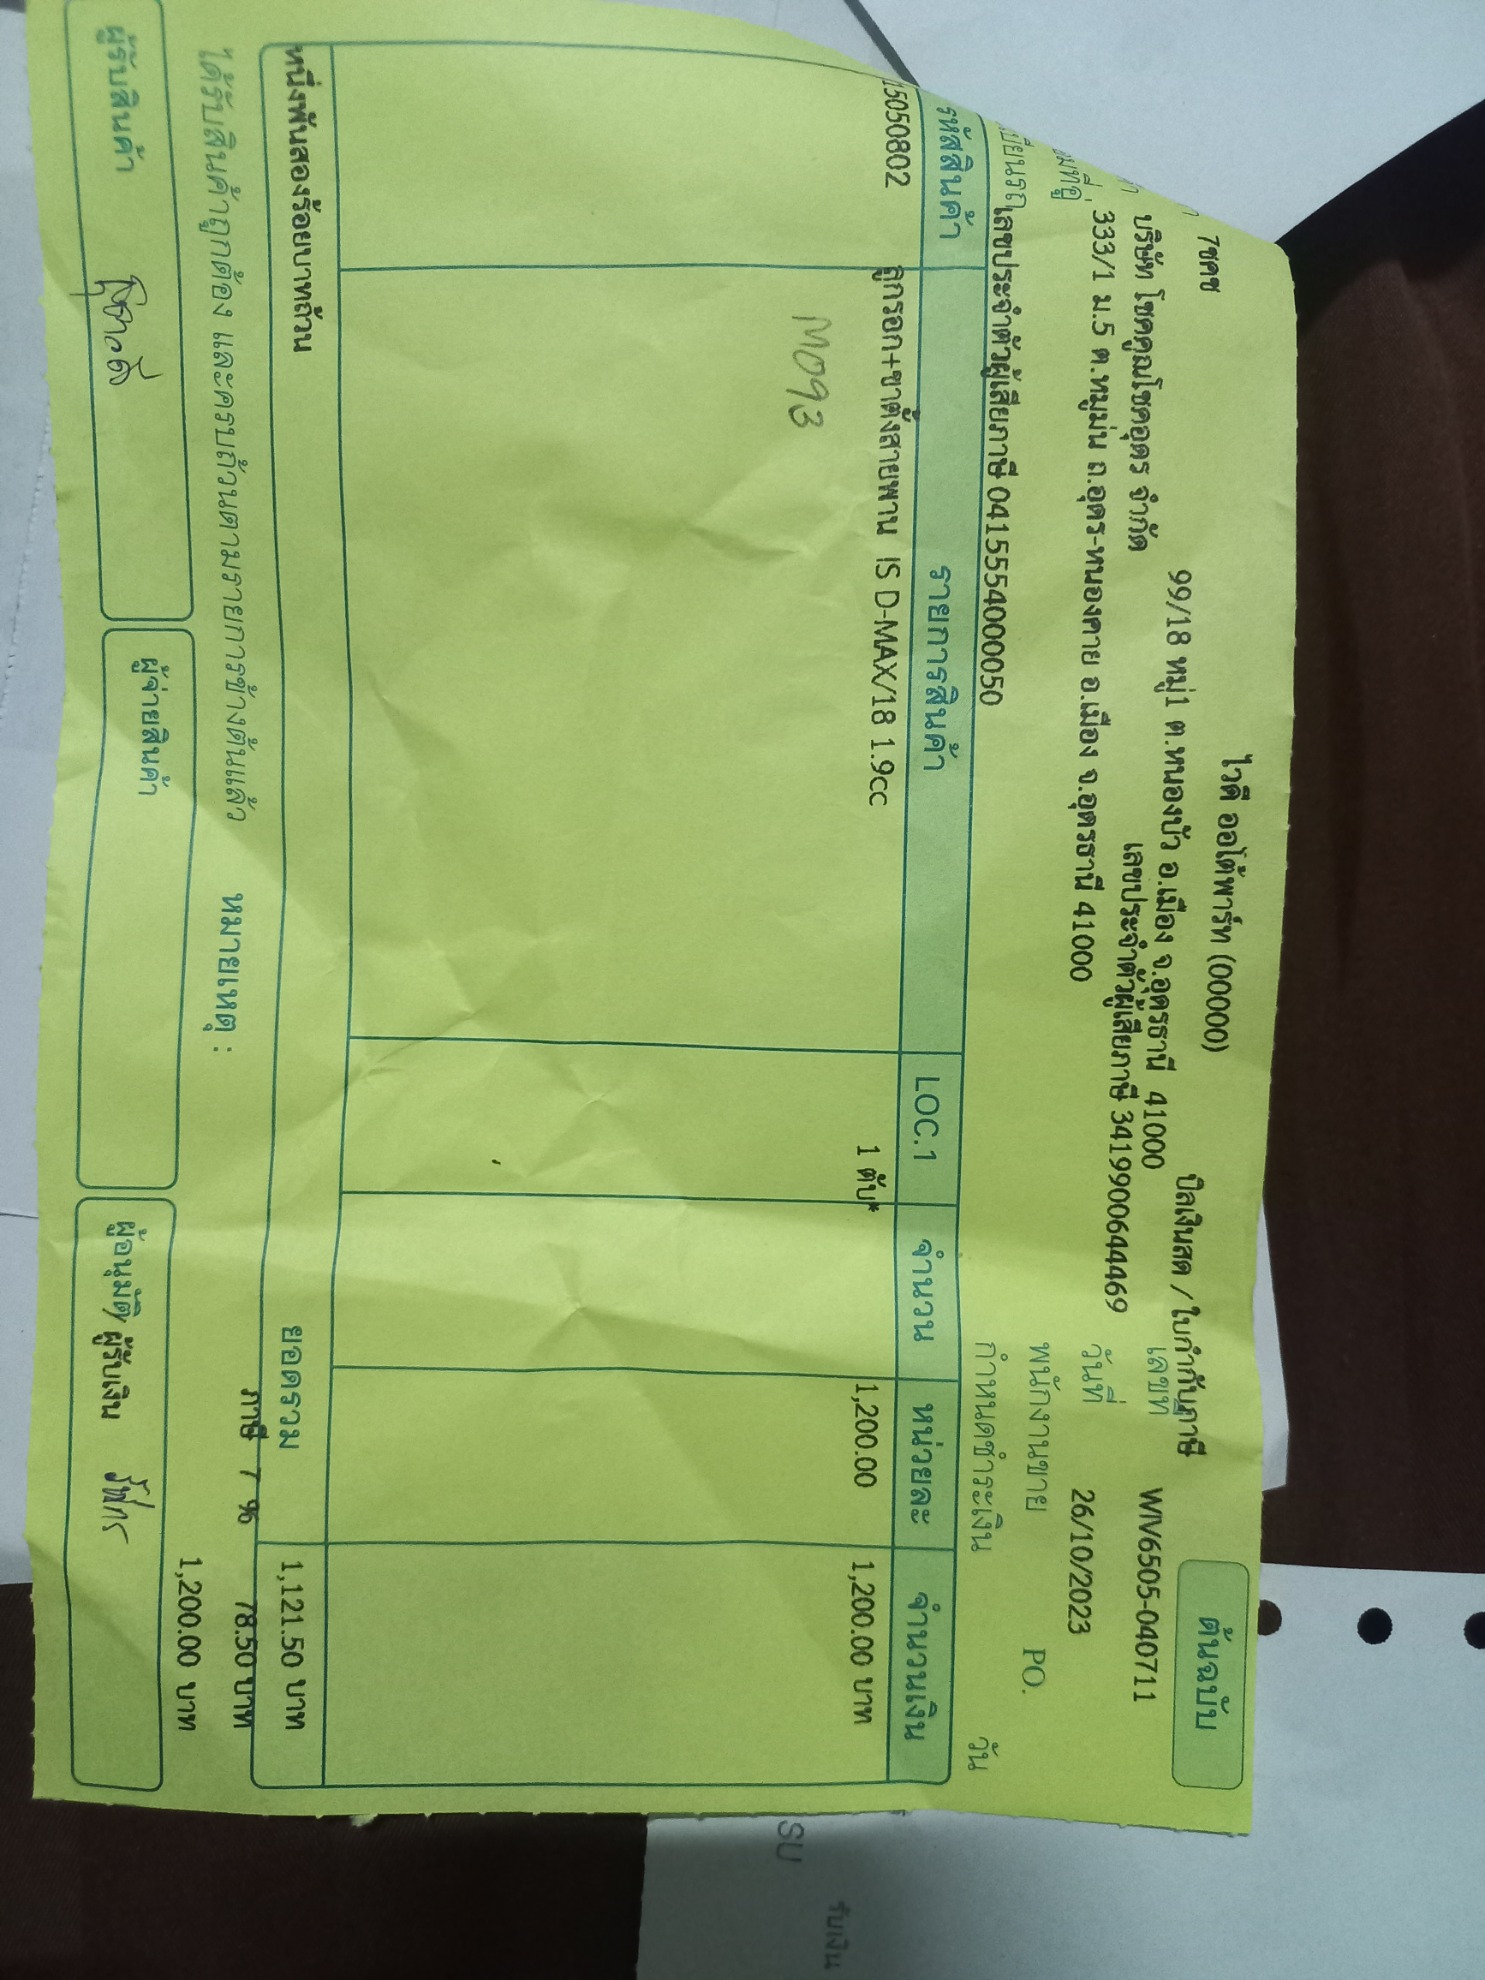 ไวตี ออโต้พาร์ท (00000)
ต้นฉบับ
99/18 หมู่1 ต.หนองบัว อ.เมือง จ.อุดรธานี 41000
บิลเงินสด / ใบกำกับภาษี
เลขประจำตัวผู้เสียภาษี 3419900644469
7ชคช
บริษัท โชคคูณโชคอุดร จำกัด
เลขที่ WIV6505-040711
333/1 ม.5 ต.หมูม่น ถ.อุดร-หนองคาย อ.เมือง จ.อุดรธานี 41000
วันที่ 26/10/2023
พนักงานขาย PO.
เลขประจำตัวผู้เสียภาษี 0415554000050
กำหนดชำระเงิน วัน
รหัสสินค้า รายการสินค้า LOC.1 จำนวน หน่วยละ จำนวนเงิน
15050802 ลูกรอก+ขาตั้งสายพาน IS D-MAX/18 1.9cc 1 ตับ* 1,200.00 1,200.00 บาท
M093
หนึ่งพันสองร้อยบาทถ้วน ยอดรวม 1,121.50 บาท
ภาษี 7 % 78.50 บาท
ได้รับสินค้าถูกต้อง และครบถ้วนตามรายการข้างต้นแล้ว หมายเหตุ :
1,200.00 บาท
ผู้รับสินค้า ผู้จ่ายสินค้า ผู้อนุมัติ/ผู้รับเงิน
รับเงิน